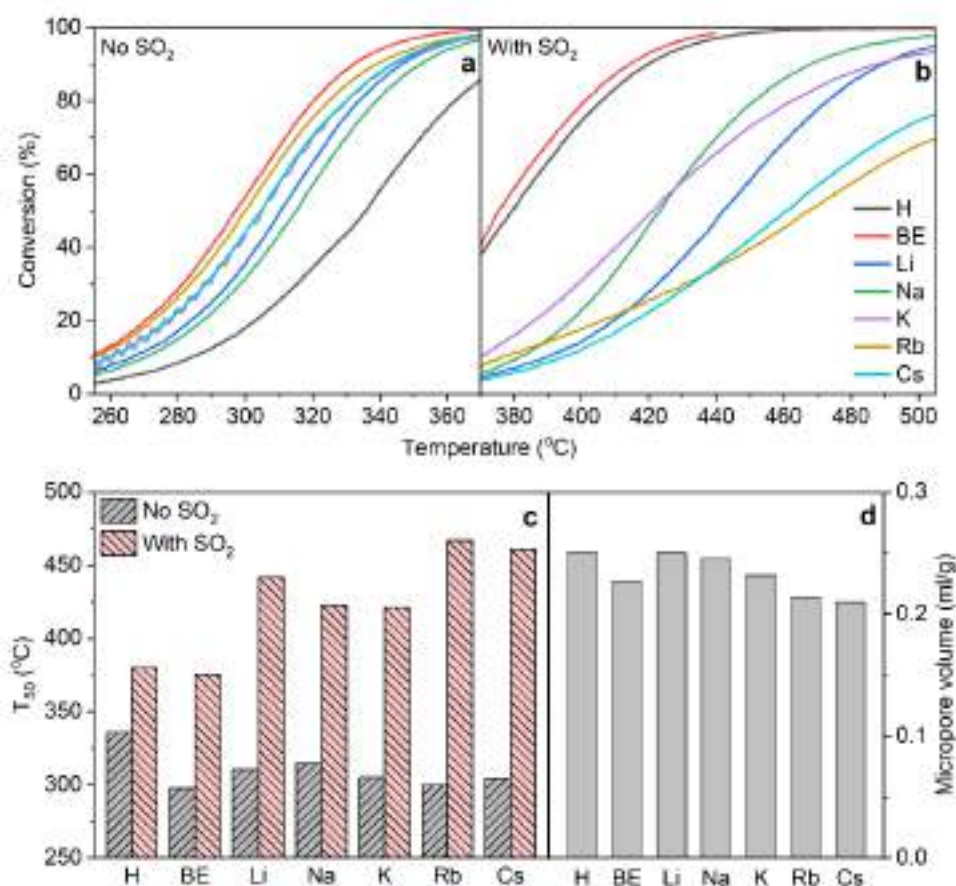 No SO₂
a
With SO₂
b
100
80
60
40
20
0
Conversion (%)
H
BE
Li
Na
K
Rb
Cs
260 280 300 320 340 360 380 400 420 440 460 480 500
Temperature (°C)
No SO₂
With SO₂
c
d
500
450
400
350
300
250
T₅₀ (°C)
0.3
0.2
0.1
0.0
Micropore volume (ml/g)
H BE Li Na K Rb Cs H BE Li Na K Rb Cs